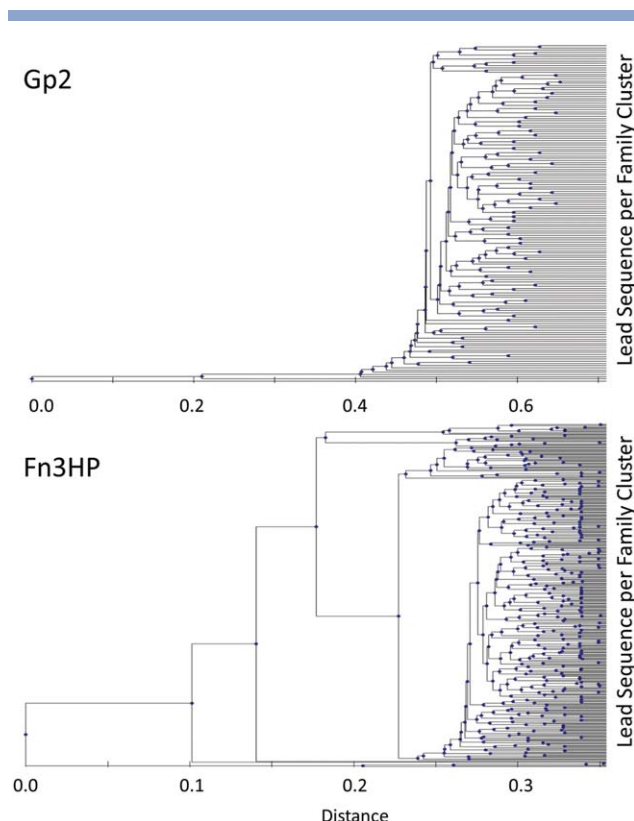 Gp2
Lead Sequence per Family Cluster
0.0 0.2 0.4 0.6
Fn3HP
Lead Sequence per Family Cluster
0.0 0.1 0.2 0.3
Distance